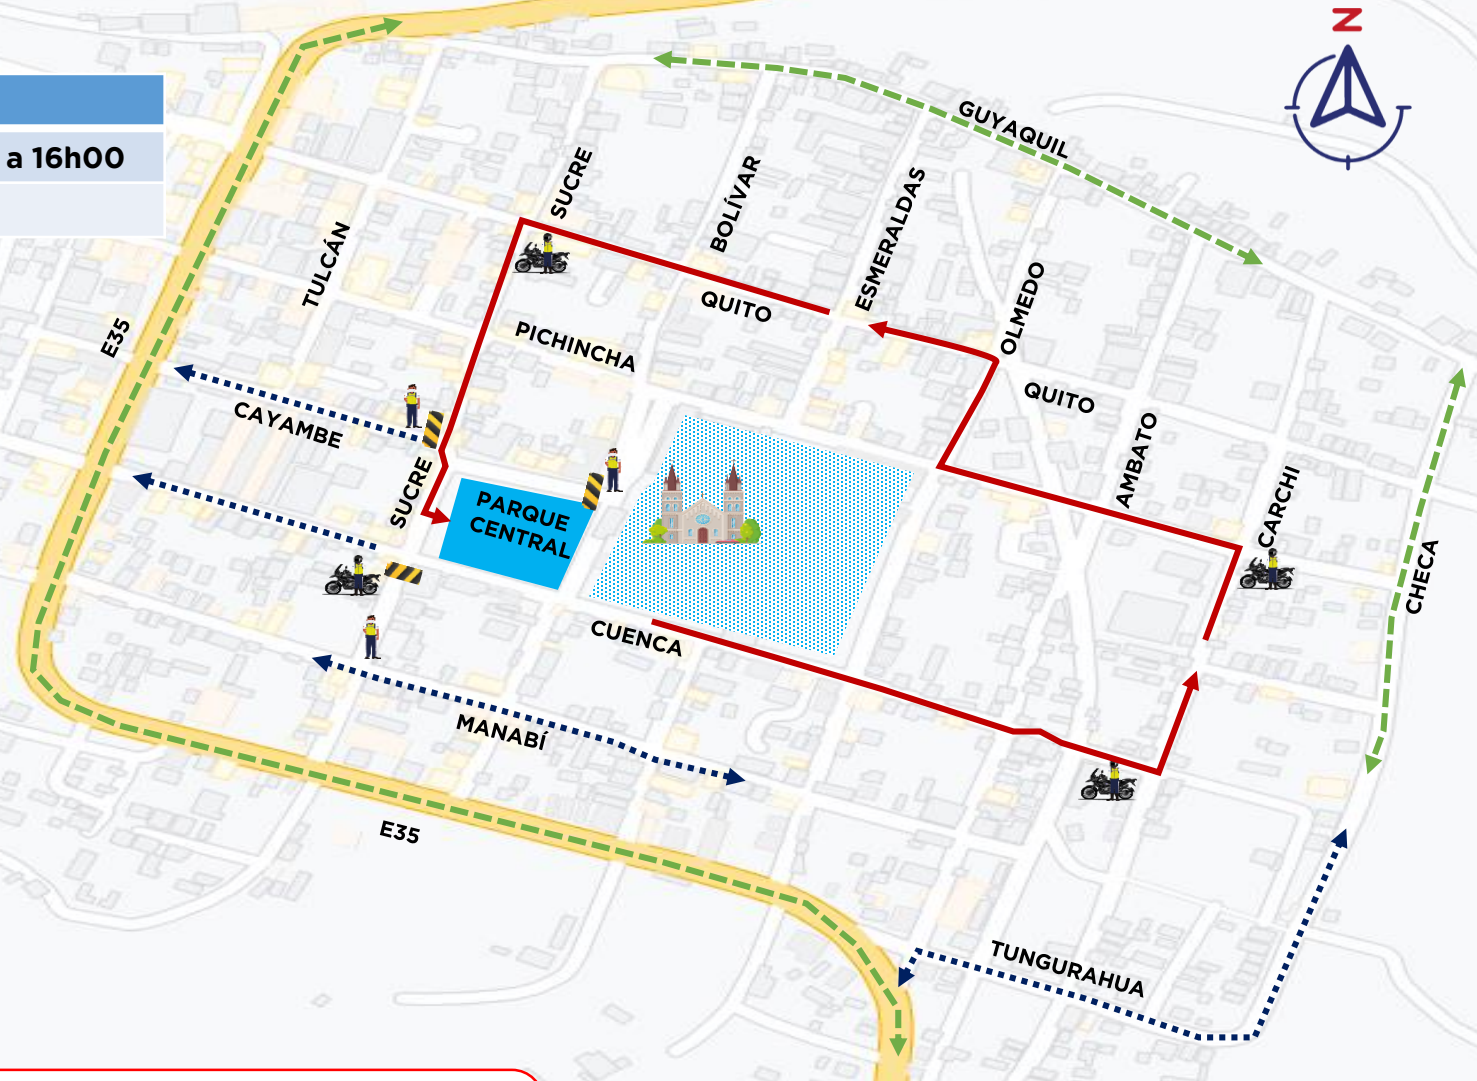 N
GUYAQUIL
a 16h00
SUCRE
BOLÍVAR
ESMERALDAS
TULCÁN
OLMEDO
QUITO
E35
PICHINCHA
QUITO
CAYAMBE
AMBATO
SUCRE
CARCHI
PARQUE
CENTRAL
CHECA
CUENCA
MANABÍ
E35
TUNGURAHUA